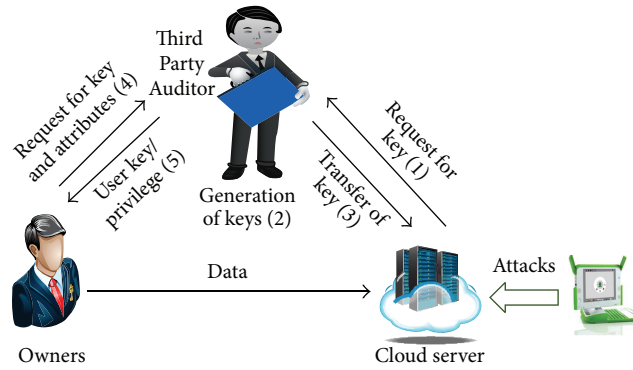 Third
Party
Auditor
Request for key
and attributes (4)
User key/
privilege (5)
Generation
of keys (2)
Transfer of
key (3)
Request for
key (1)
Data
Attacks
Owners
Cloud server